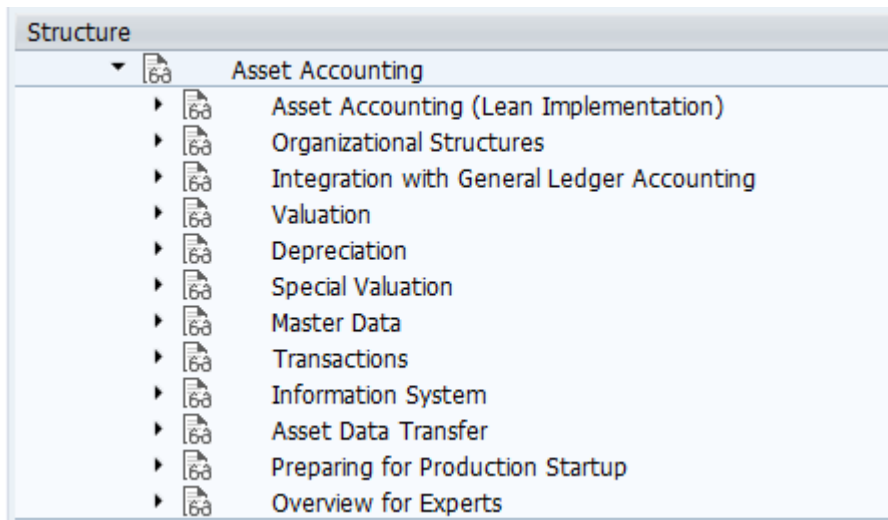 Structure
Asset Accounting
Asset Accounting (Lean Implementation)
Organizational Structures
Integration with General Ledger Accounting
Valuation
Depreciation
Special Valuation
Master Data
Transactions
Information System
Asset Data Transfer
Preparing for Production Startup
Overview for Experts